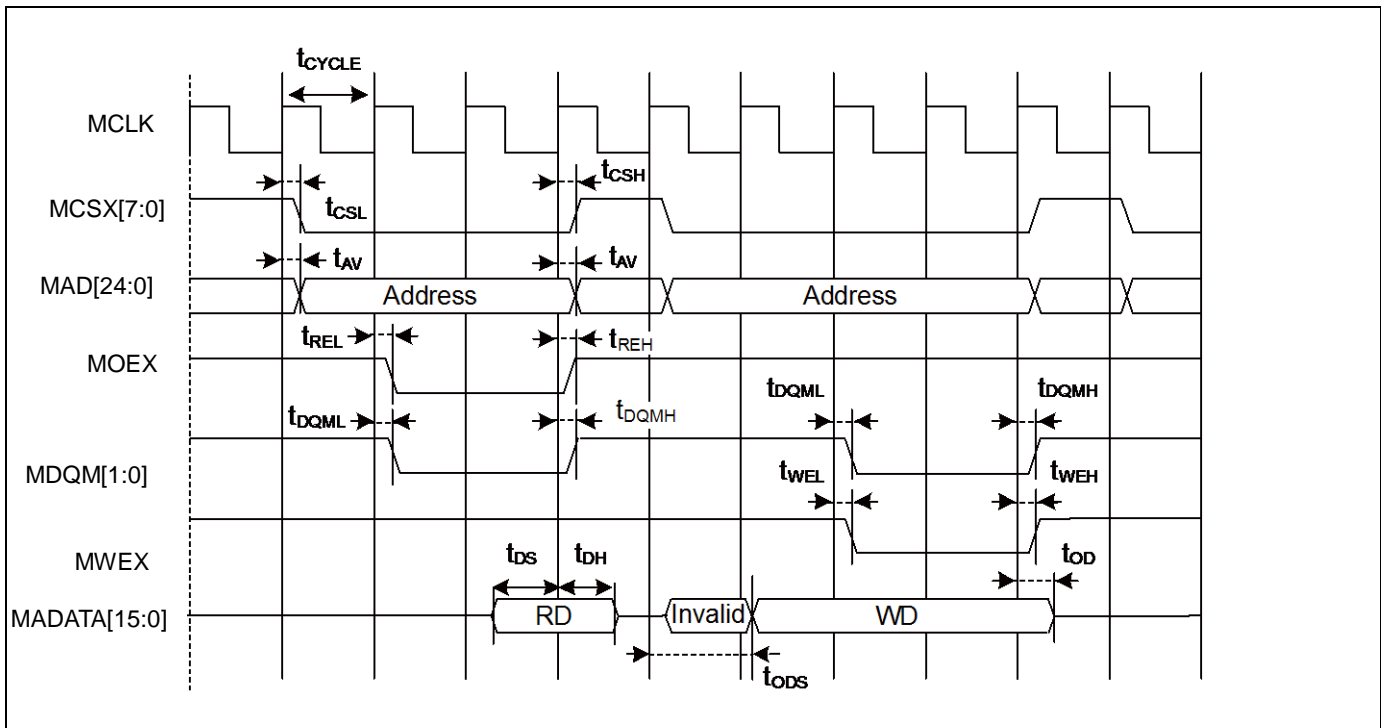 tCYCLE
MCLK
tCSH
MCSX[7:0]
tCSL
tAV
tAV
MAD[24:0]
Address
Address
tREL
tREH
MOEX
tDQML
tDQMH
tDQML
tDQMH
MDQM[1:0]
tWEL
tWEH
MWEX
tDS
tDH
tOD
MADATA[15:0]
RD
Invalid
WD
tODS